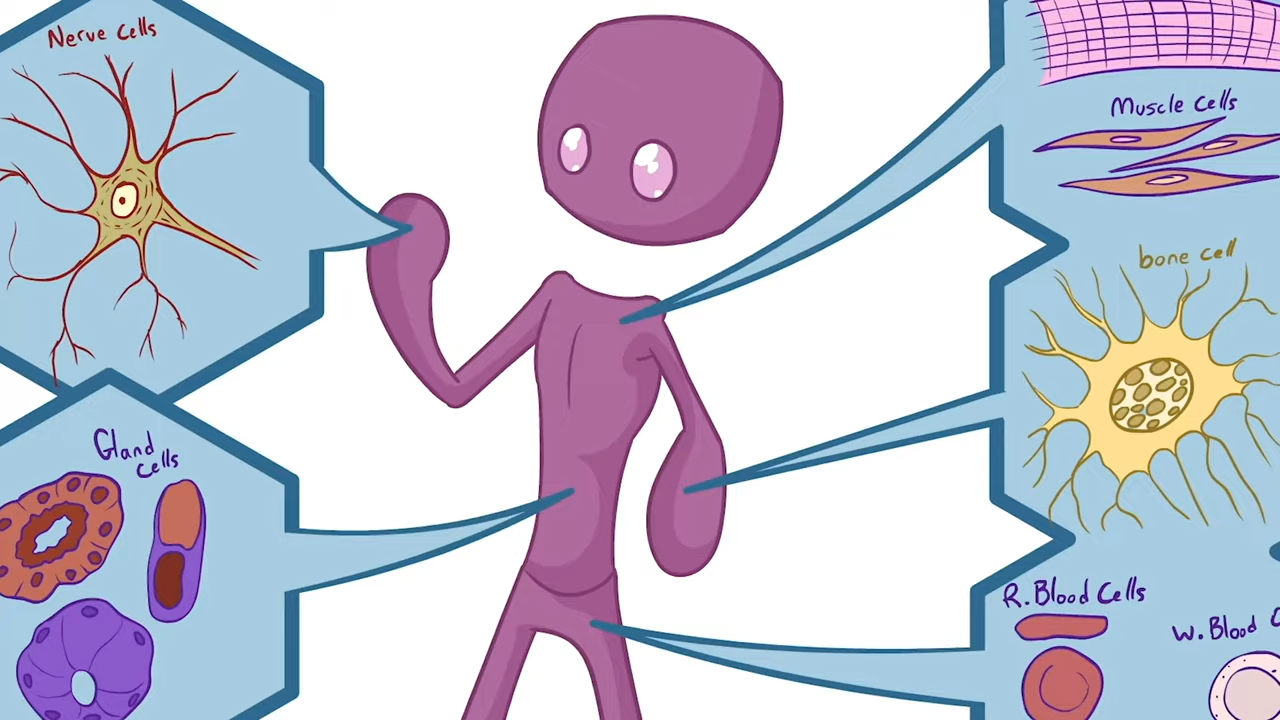 Nerve Cells
Muscle Cells
bone cell
Gland
cells
R. Blood Cells
W. Blood C